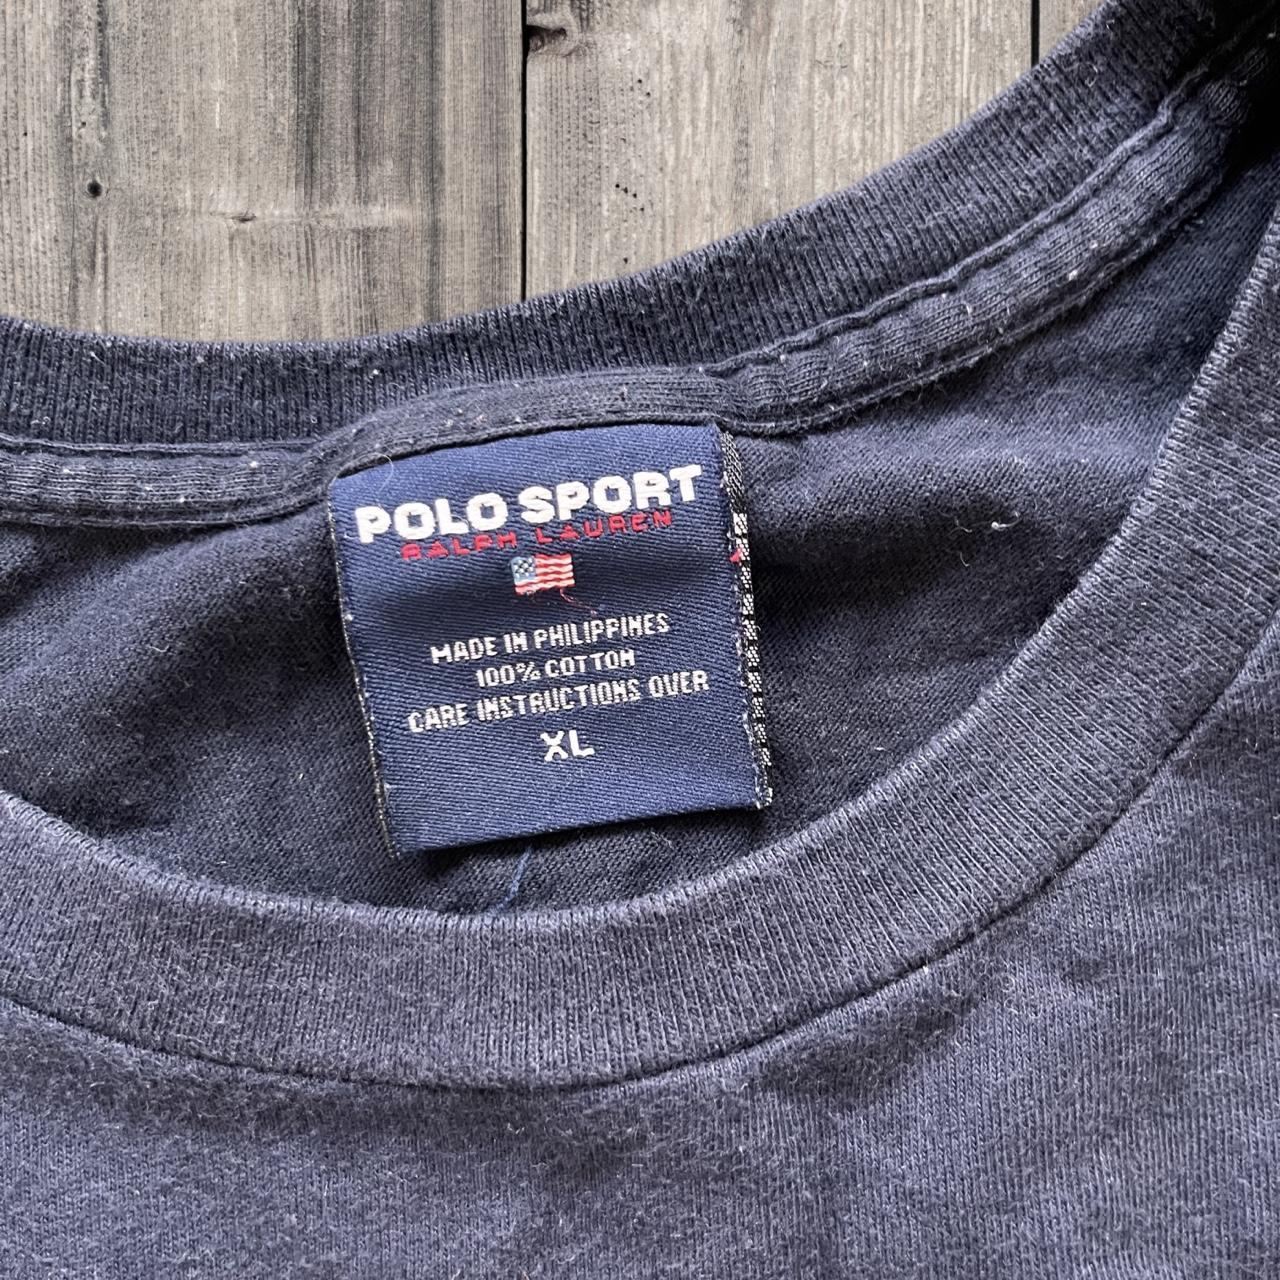 POLO SPORT
RALPH LAUREN
MADE IN PHILIPPINES
100% COTTON
CARE INSTRUCTIONS OVER
XL